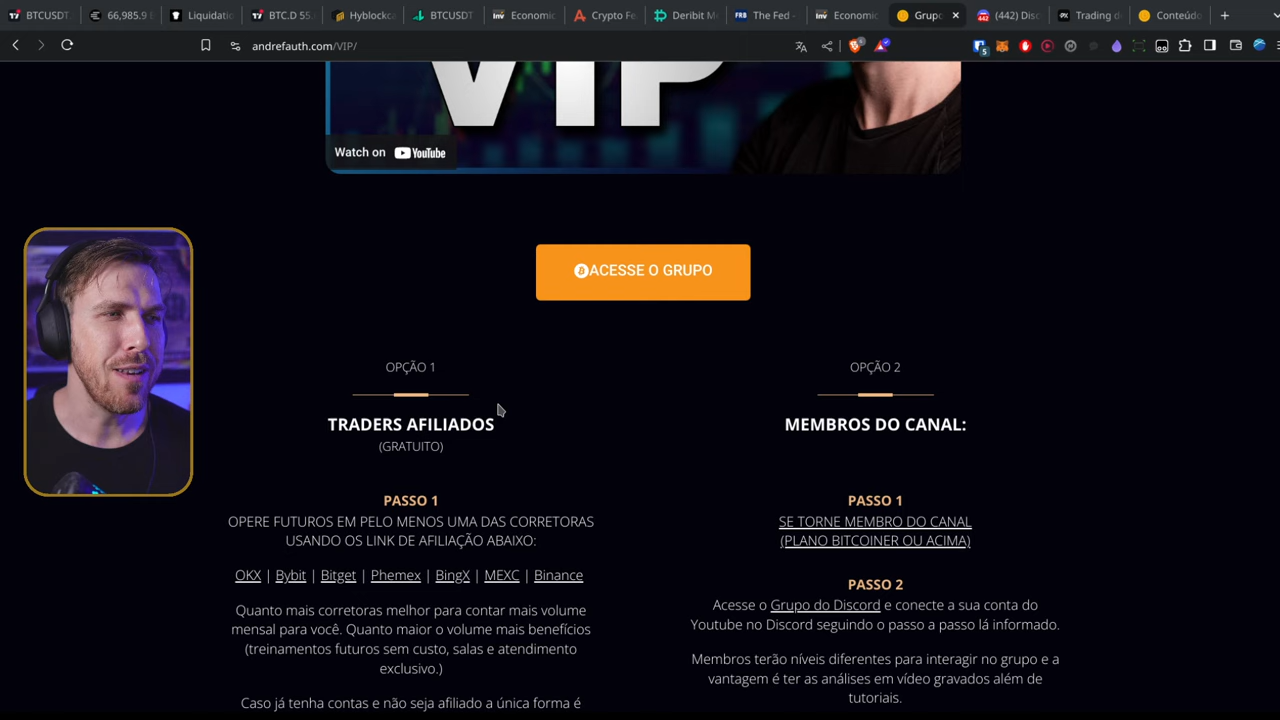 BTCUSDT
66,985.9 B
Liquidatio
BTC.D 55.
Hyblockca
BTCUSDT
Economic
Crypto Fe
Deribit M
The Fed -
Economic
Grupo
(442) Disc
Trading d
Conteúdo
andrefauth.com/VIP/
VIP
Watch on YouTube
ACESSE O GRUPO
OPÇÃO 1
TRADERS AFILIADOS
(GRATUITO)
PASSO 1
OPERE FUTUROS EM PELO MENOS UMA DAS CORRETORAS
USANDO OS LINK DE AFILIAÇÃO ABAIXO:
OKX | Bybit | Bitget | Phemex | BingX | MEXC | Binance
Quanto mais corretoras melhor para contar mais volume
mensal para você. Quanto maior o volume mais benefícios
(treinamentos futuros sem custo, salas e atendimento
exclusivo.)
Caso já tenha contas e não seja afiliado a única forma é
OPÇÃO 2
MEMBROS DO CANAL:
PASSO 1
SE TORNE MEMBRO DO CANAL
(PLANO BITCOINER OU ACIMA)
PASSO 2
Acesse o Grupo do Discord e conecte a sua conta do
Youtube no Discord seguindo o passo a passo lá informado.
Membros terão níveis diferentes para interagir no grupo e a
vantagem é ter as análises em vídeo gravados além de
tutoriais.